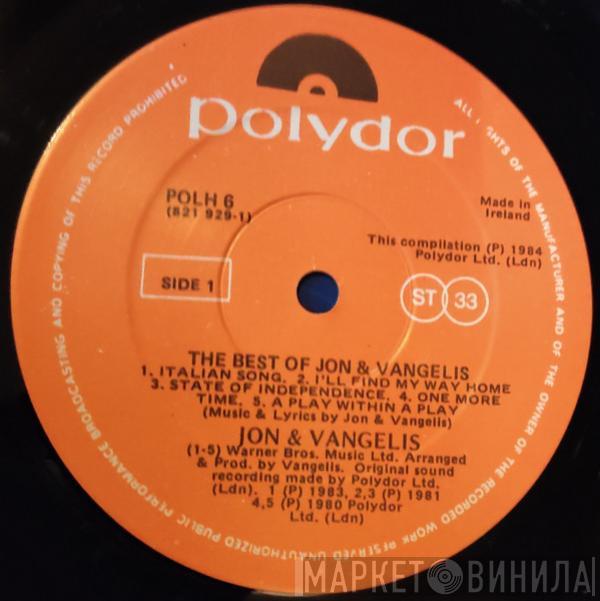 polydor
POLH 6
(821 929-1)
Made in
Ireland
This compilation (P) 1984
Polydor Ltd. (Ldn)
SIDE 1
ST 33
THE BEST OF JON & VANGELIS
1. ITALIAN SONG. 2. I'LL FIND MY WAY HOME
3. STATE OF INDEPENDENCE. 4. ONE MORE
TIME. 5. A PLAY WITHIN A PLAY
(Music & Lyrics by Jon & Vangelis)
JON & VANGELIS
(1-5) Warner Bros. Music Ltd. Arranged
& Prod. by Vangelis. Original sound
recording made by Polydor Ltd.
(Ldn). 1 (P) 1983, 2,3 (P) 1981
4,5 (P) 1980 Polydor
Ltd. (Ldn)
ALL GHTS OF THE MANUFACTURER AND OF THE OWNER OF THE RECORDED WORK RESERVED UNAUTHORIZED PUBLIC PERFORMANCE BROADCASTING AND COPYING OF THIS RECORD PROHIBITED
МАРКЕТ ВИНИЛА